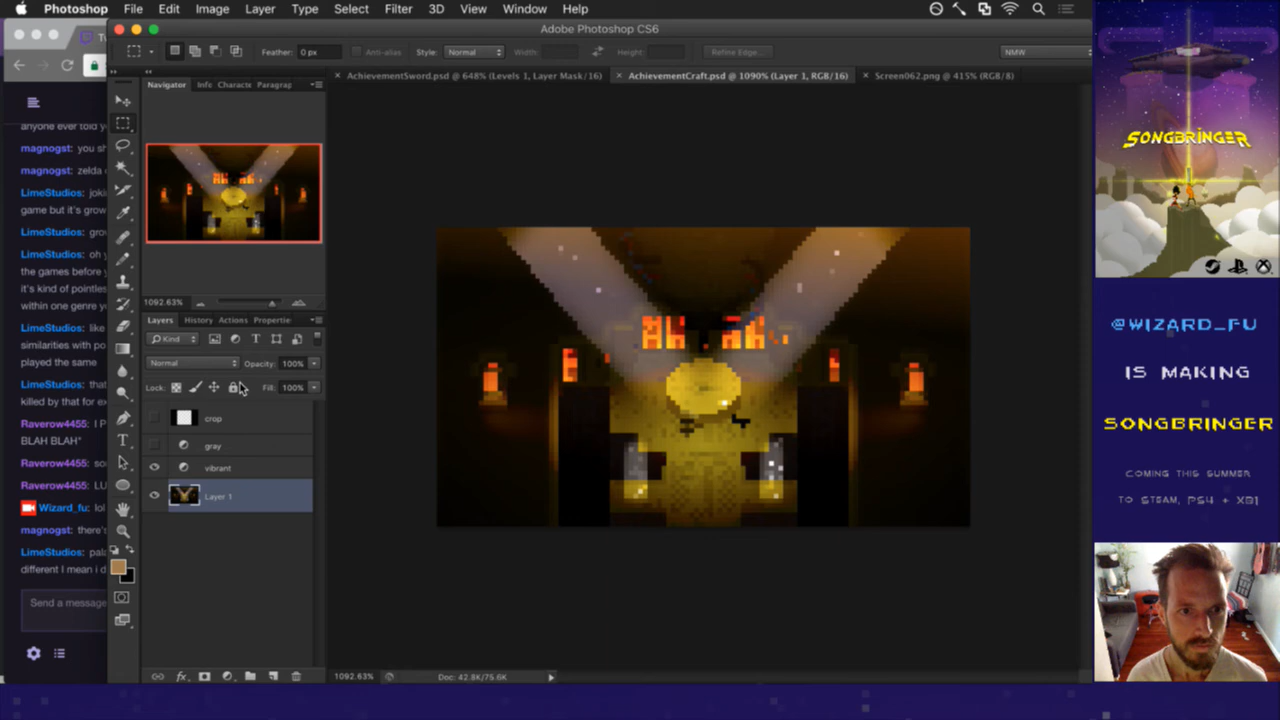 Photoshop File Edit Image Layer Type Select Filter 3D View Window Help
Adobe Photoshop CS6
Feather: 0 px Anti-alias Style: Normal Width: Height: Refine Edge... NMW
AchievementSword.psd @ 648% (Levels 1, Layer Mask/16) AchievementCraft.psd @ 1090% (Layer 1, RGB/16) Screen062.png @ 415% (RGB/8)
Navigator Info Charact Paragrap
1092.63%
Layers History Actions Propertie
Kind
Normal Opacity: 100%
Lock: Fill: 100%
crop
gray
vibrant
Layer 1
1092.63% Doc: 42.8K/75.6K
anyone ever told yo
magnogst: you sh
magnogst: zelda
LimeStudios: joki
game but it's grow
LimeStudios: gro
LimeStudios: oh y
the games before y
it's kind of pointles
within one genre y
LimeStudios: like
similarities with po
played the same
LimeStudios: that
killed by that for ex
Raverow4455: I P
BLAH BLAH"
Raverow4455: so
Raverow4455: LU
Wizard_fu: lol
magnogst: there'
LimeStudios: pala
different I mean i d
Send a message
SONGBRINGER
@WIZARD_FU
IS MAKING
SONGBRINGER
COMING THIS SUMMER
TO STEAM, PS4 + XB1